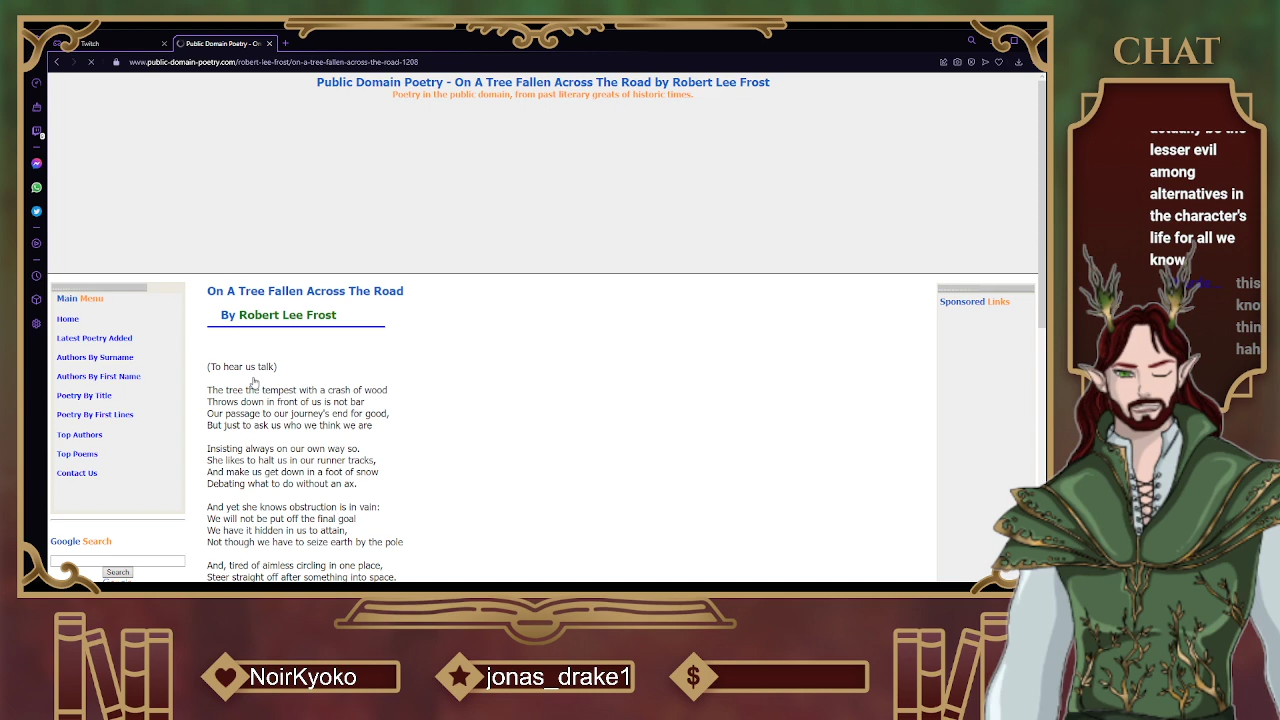 CHAT
Twitch
Public Domain Poetry - On
www.public-domain-poetry.com/robert-lee-frost/on-a-tree-fallen-across-the-road-1208
Public Domain Poetry - On A Tree Fallen Across The Road by Robert Lee Frost
Poetry in the public domain, from past literary greats of historic times.
Main Menu
Home
Latest Poetry Added
Authors By Surname
Authors By First Name
Poetry By Title
Poetry By First Lines
Top Authors
Top Poems
Contact Us
Google Search
Search
On A Tree Fallen Across The Road
By Robert Lee Frost
(To hear us talk)
The tree the tempest with a crash of wood
Throws down in front of us is not bar
Our passage to our journey's end for good,
But just to ask us who we think we are
Insisting always on our own way so.
She likes to halt us in our runner tracks,
And make us get down in a foot of snow
Debating what to do without an ax.
And yet she knows obstruction is in vain:
We will not be put off the final goal
We have it hidden in us to attain,
Not though we have to seize earth by the pole
And, tired of aimless circling in one place,
Steer straight off after something into space.
Sponsored Links
actually be the
lesser evil
among
alternatives in
the character's
life for all we
know
this
kno
thin
hah
NoirKyoko
jonas_drake1
$